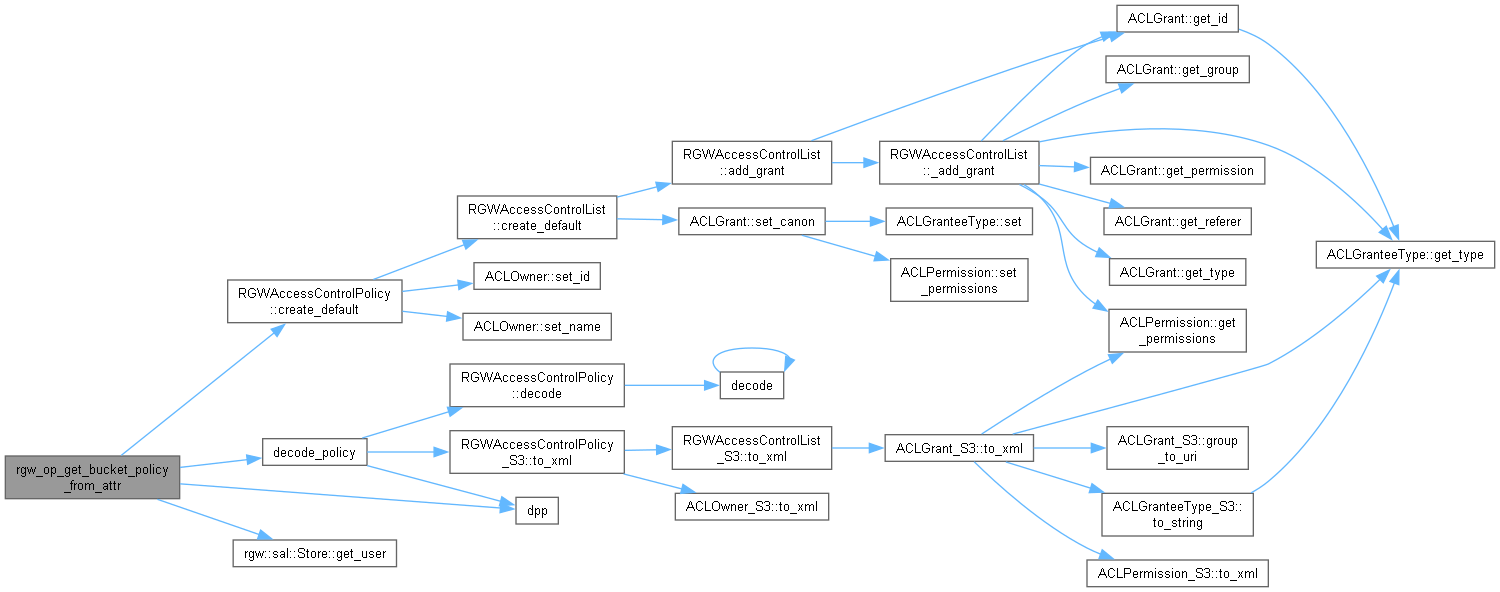 rgw_op_get_bucket_policy
_from_attr
RGWAccessControlPolicy
::create_default
RGWAccessControlList
::create_default
RGWAccessControlList
::add_grant
ACLGrant::get_id
ACLGranteeType::get_type
RGWAccessControlList
::_add_grant
ACLGrant::get_group
ACLGrant::get_permission
ACLGrant::get_referer
ACLGrant::get_type
ACLPermission::get
_permissions
ACLGrant::set_canon
ACLGranteeType::set
ACLPermission::set
_permissions
ACLOwner::set_id
ACLOwner::set_name
decode_policy
RGWAccessControlPolicy
::decode
decode
RGWAccessControlPolicy
_S3::to_xml
RGWAccessControlList
_S3::to_xml
ACLGrant_S3::to_xml
ACLGrant_S3::group
_to_uri
ACLGranteeType_S3::
to_string
ACLPermission_S3::to_xml
ACLOwner_S3::to_xml
dpp
rgw::sal::Store::get_user